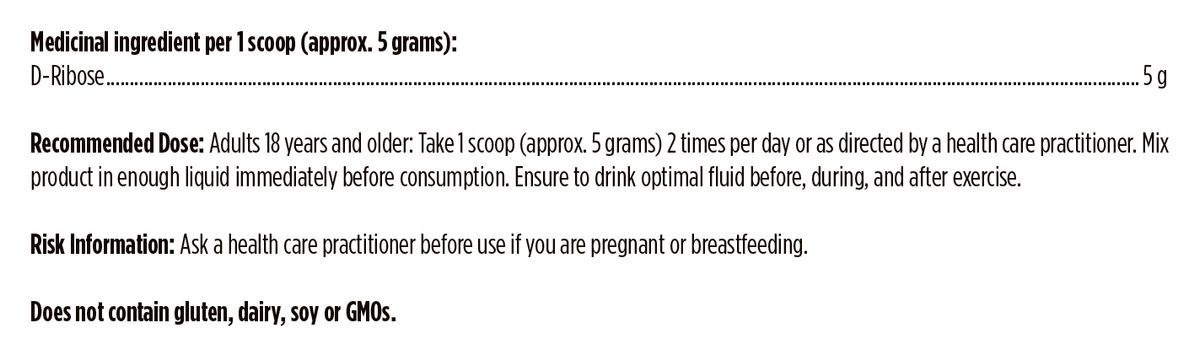 Medicinal ingredient per 1 scoop (approx. 5 grams):
D-Ribose.......................................................................................................................................................................................................................... 5 g
Recommended Dose: Adults 18 years and older: Take 1 scoop (approx. 5 grams) 2 times per day or as directed by a health care practitioner. Mix
product in enough liquid immediately before consumption. Ensure to drink optimal fluid before, during, and after exercise.
Risk Information: Ask a health care practitioner before use if you are pregnant or breastfeeding.
Does not contain gluten, dairy, soy or GMOs.